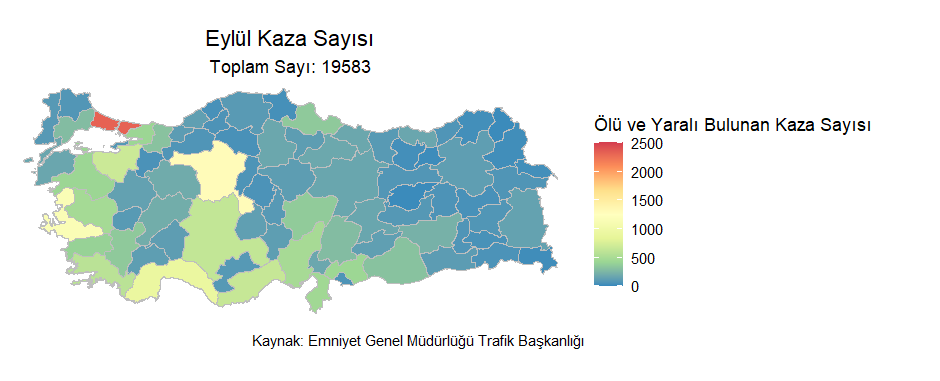 Eylül Kaza Sayısı
Toplam Sayı: 19583
Ölü ve Yaralı Bulunan Kaza Sayısı
2500
2000
1500
1000
500
0
Kaynak: Emniyet Genel Müdürlüğü Trafik Başkanlığı